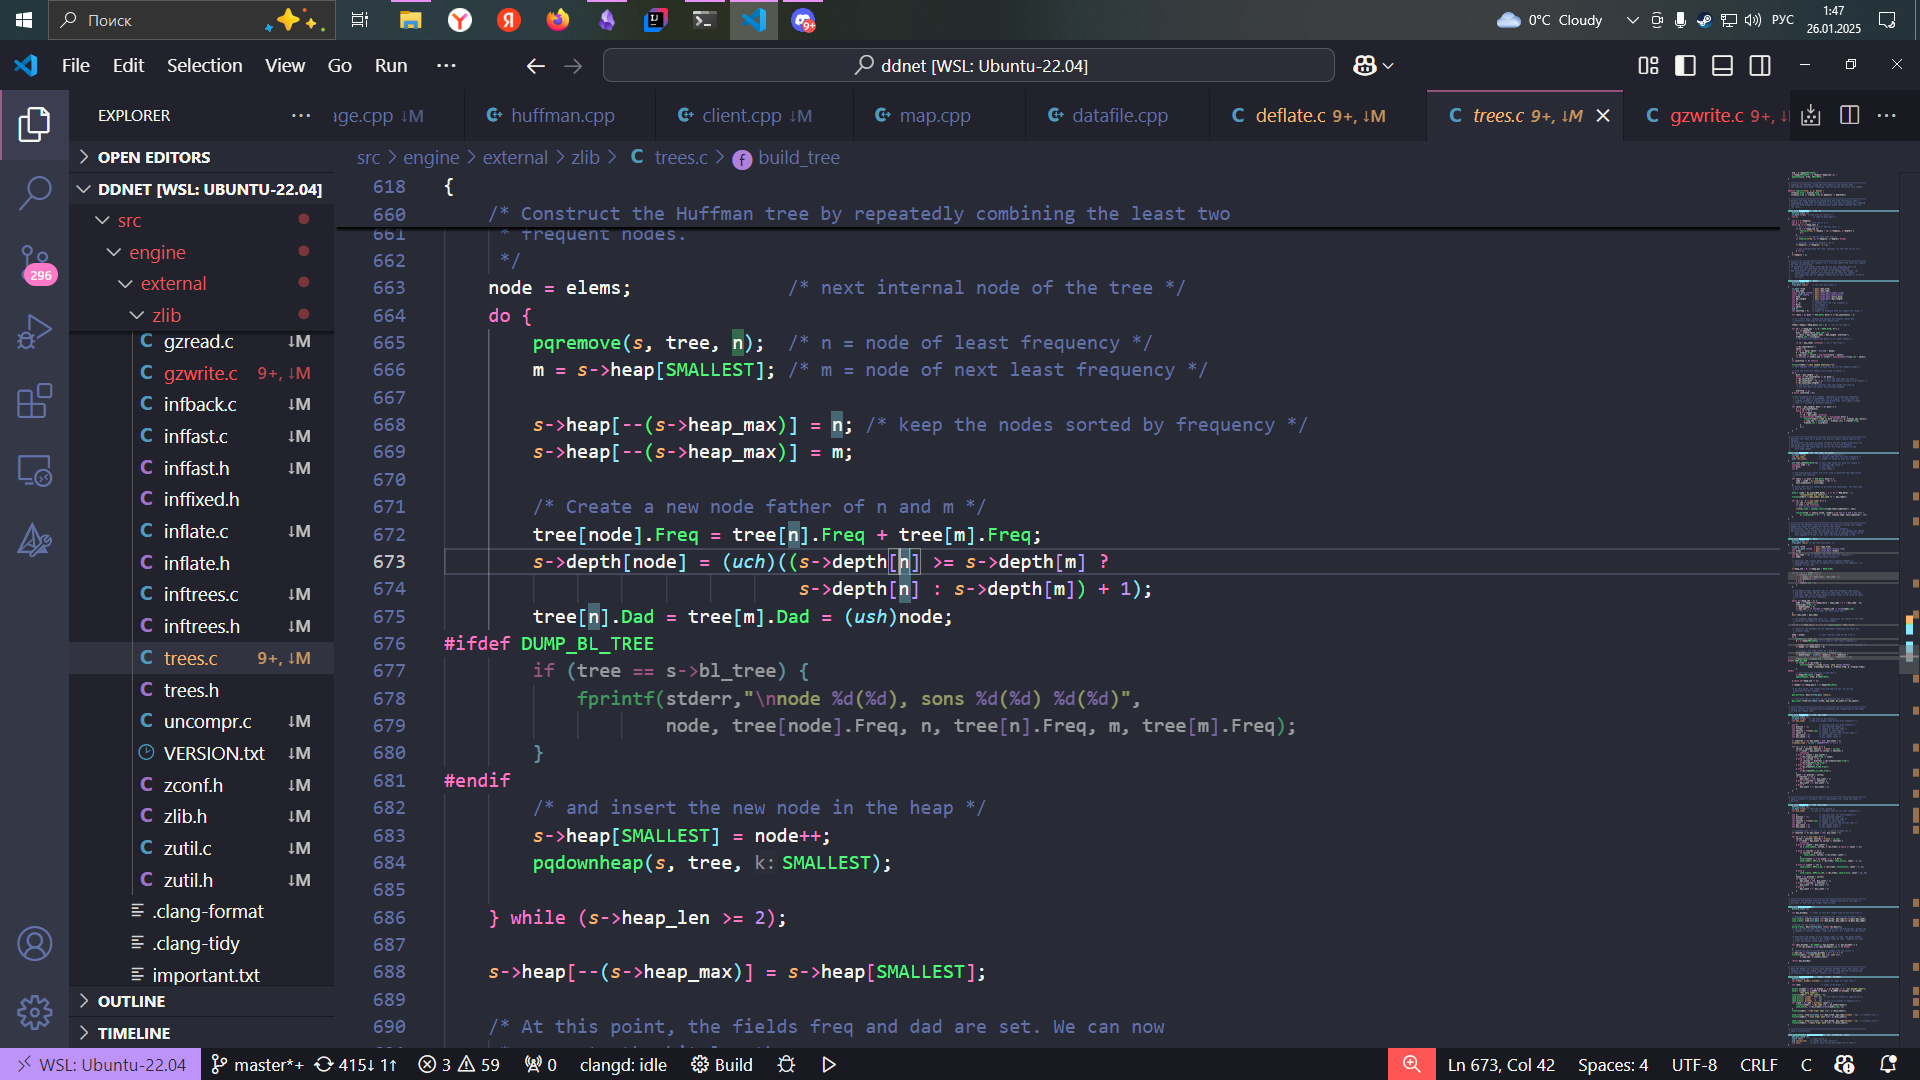 Поиск
9+
0°C Cloudy
РУС
1:47
26.01.2025
File Edit Selection View Go Run ···
ddnet [WSL: Ubuntu-22.04]
EXPLORER ···
age.cpp ↓M
huffman.cpp
client.cpp ↓M
map.cpp
datafile.cpp
C deflate.c 9+, ↓M
C trees.c 9+, ↓M
C gzwrite.c 9+, ↓
src > engine > external > zlib > C trees.c > build_tree
OPEN EDITORS
DDNET [WSL: UBUNTU-22.04]
src
engine
external
zlib
C gzread.c ↓M
C gzwrite.c 9+, ↓M
C infback.c ↓M
C inffast.c ↓M
C inffast.h ↓M
C inffixed.h
C inflate.c ↓M
C inflate.h
C inftrees.c ↓M
C inftrees.h ↓M
C trees.c 9+, ↓M
C trees.h
C uncompr.c ↓M
VERSION.txt ↓M
C zconf.h ↓M
C zlib.h ↓M
C zutil.c ↓M
C zutil.h ↓M
.clang-format
.clang-tidy
important.txt
OUTLINE
TIMELINE
296
618 {
660 /* Construct the Huffman tree by repeatedly combining the least two
661 * frequent nodes.
662 */
663 node = elems; /* next internal node of the tree */
664 do {
665 pqremove(s, tree, n); /* n = node of least frequency */
666 m = s->heap[SMALLEST]; /* m = node of next least frequency */
667
668 s->heap[--(s->heap_max)] = n; /* keep the nodes sorted by frequency */
669 s->heap[--(s->heap_max)] = m;
670
671 /* Create a new node father of n and m */
672 tree[node].Freq = tree[n].Freq + tree[m].Freq;
673 s->depth[node] = (uch)((s->depth[n] >= s->depth[m] ?
674 s->depth[n] : s->depth[m]) + 1);
675 tree[n].Dad = tree[m].Dad = (ush)node;
676 #ifdef DUMP_BL_TREE
677 if (tree == s->bl_tree) {
678 fprintf(stderr,"\nnode %d(%d), sons %d(%d) %d(%d)",
679 node, tree[node].Freq, n, tree[n].Freq, m, tree[m].Freq);
680 }
681 #endif
682 /* and insert the new node in the heap */
683 s->heap[SMALLEST] = node++;
684 pqdownheap(s, tree, k: SMALLEST);
685
686 } while (s->heap_len >= 2);
687
688 s->heap[--(s->heap_max)] = s->heap[SMALLEST];
689
690 /* At this point, the fields freq and dad are set. We can now
WSL: Ubuntu-22.04 master*+ 415↓ 1↑ 3 59 0 clangd: idle Build
Ln 673, Col 42 Spaces: 4 UTF-8 CRLF C